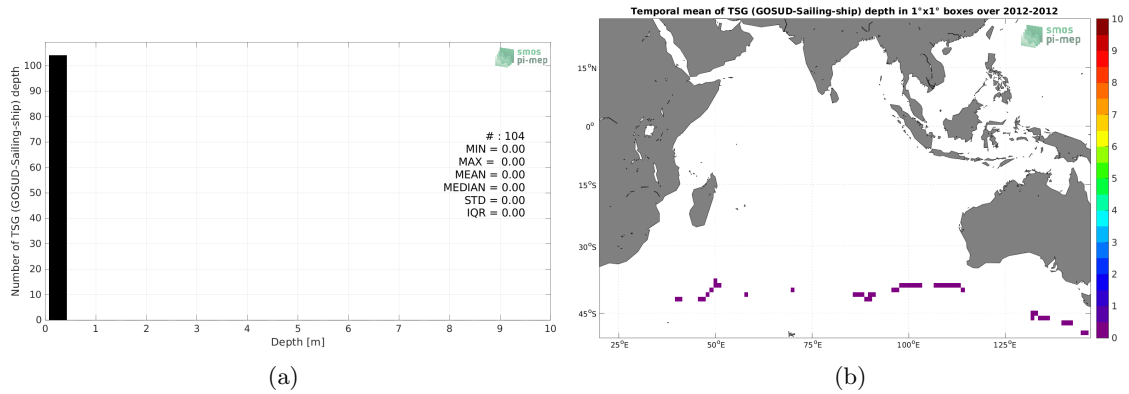 smos
pi-mep
Number of TSG (GOSUD-Sailing-ship) depth
100
90
80
70
60
50
40
30
20
10
0
# : 104
MIN = 0.00
MAX = 0.00
MEAN = 0.00
MEDIAN = 0.00
STD = 0.00
IQR = 0.00
0 1 2 3 4 5 6 7 8 9 10
Depth [m]
(a)
Temporal mean of TSG (GOSUD-Sailing-ship) depth in 1°x1° boxes over 2012-2012
smos
pi-mep
15°N
0°
15°S
30°S
45°S
25°E 50°E 75°E 100°E 125°E
10
9
8
7
6
5
4
3
2
1
0
(b)